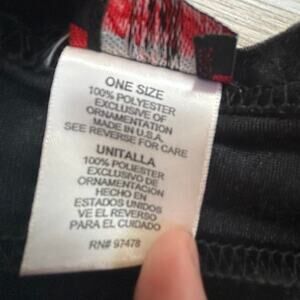 ONE SIZE
100% POLYESTER
EXCLUSIVE OF
ORNAMENTATION
MADE IN U.S.A.
SEE REVERSE FOR CARE
UNITALLA
100% POLYESTER
EXCLUSIVO DE
ORNAMENTACION
HECHO EN
ESTADOS UNIDOS
VE EL REVERSO
PARA EL CUIDADO
RN# 97478